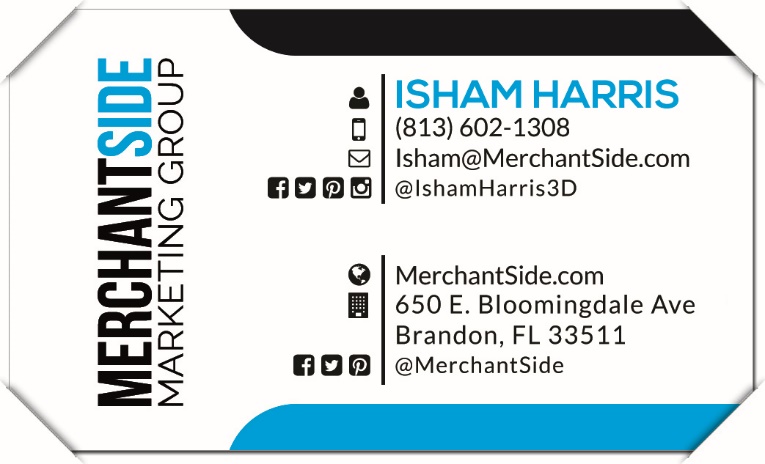 MERCHANTSIDE
MARKETING GROUP
ISHAM HARRIS
(813) 602-1308
Isham@MerchantSide.com
@IshamHarris3D
MerchantSide.com
650 E. Bloomingdale Ave
Brandon, FL 33511
@MerchantSide